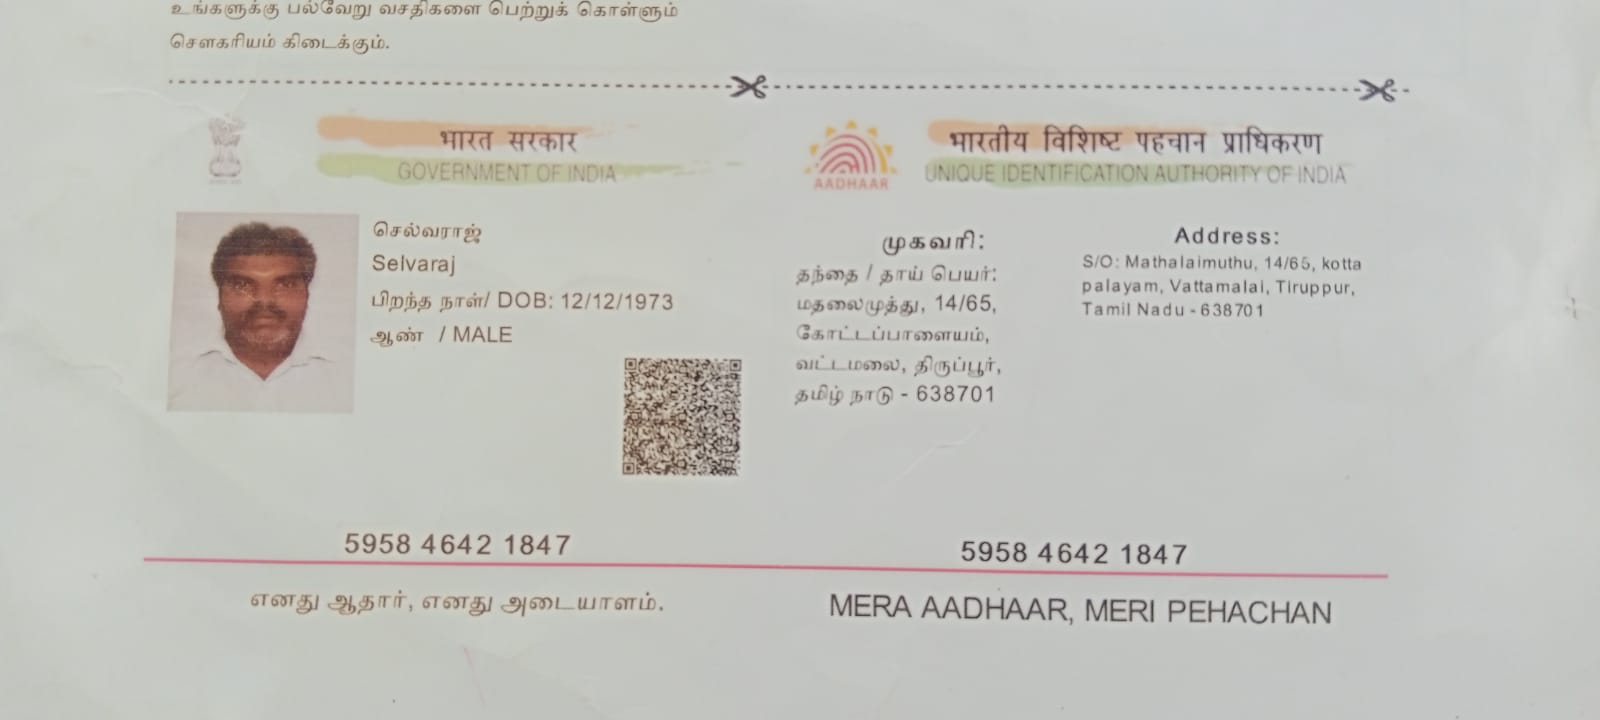 உங்களுக்கு பல்வேறு வசதிகளை பெற்றுக் கொள்ளும்
சௌகரியம் கிடைக்கும்.
भारत सरकार
GOVERNMENT OF INDIA
செல்வராஜ்
Selvaraj
பிறந்த நாள்/ DOB: 12/12/1973
ஆண் / MALE
5958 4642 1847
எனது ஆதார், எனது அடையாளம்.
AADHAAR
भारतीय विशिष्ट पहचान प्राधिकरण
UNIQUE IDENTIFICATION AUTHORITY OF INDIA
முகவரி:
தந்தை / தாய் பெயர்:
மதலைமுத்து, 14/65,
கோட்டப்பாளையம்,
வட்டமலை, திருப்பூர்,
தமிழ் நாடு - 638701
Address:
S/O: Mathalaimuthu, 14/65, kotta
palayam, Vattamalai, Tiruppur,
Tamil Nadu - 638701
5958 4642 1847
MERA AADHAAR, MERI PEHACHAN